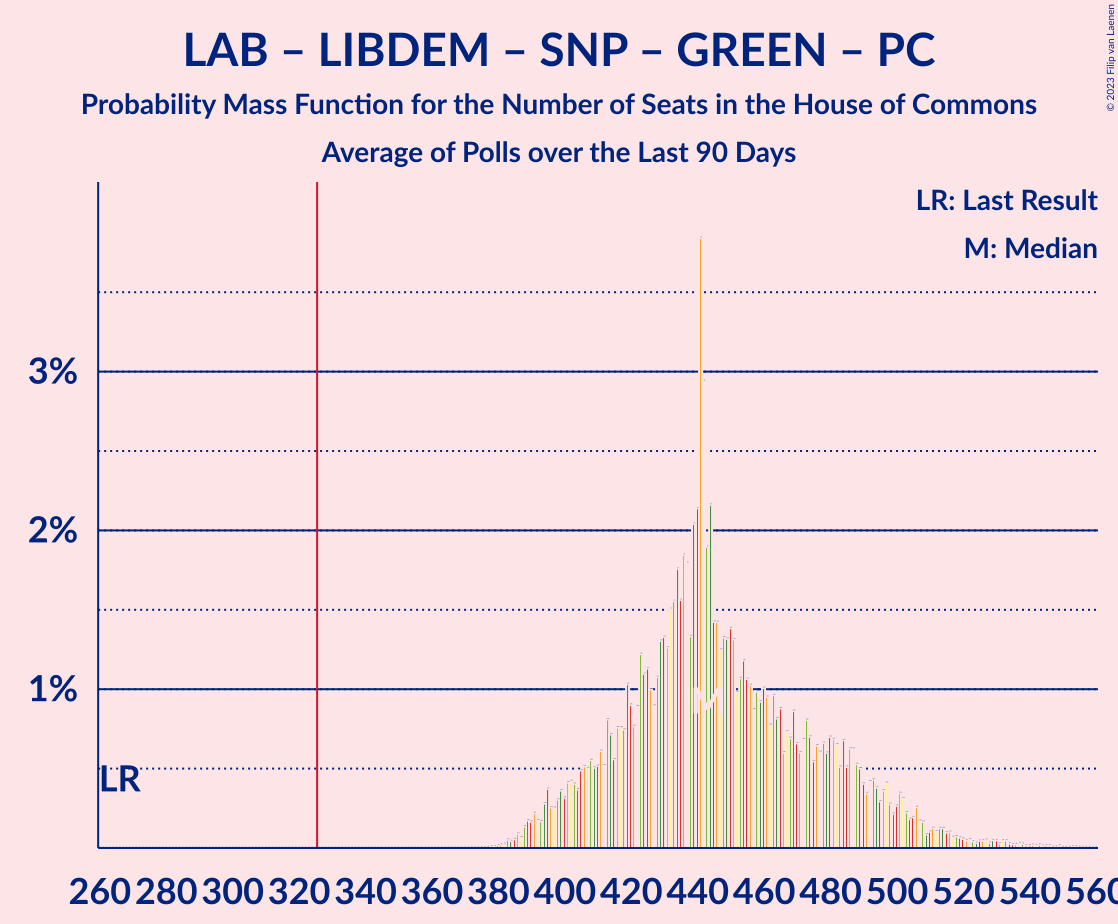 LAB – LIBDEM – SNP – GREEN – PC
Probability Mass Function for the Number of Seats in the House of Commons
Average of Polls over the Last 90 Days
© 2023 Filip van Laenen
LR: Last Result
M: Median
3%
2%
1%
LR
M
260 280 300 320 340 360 380 400 420 440 460 480 500 520 540 560